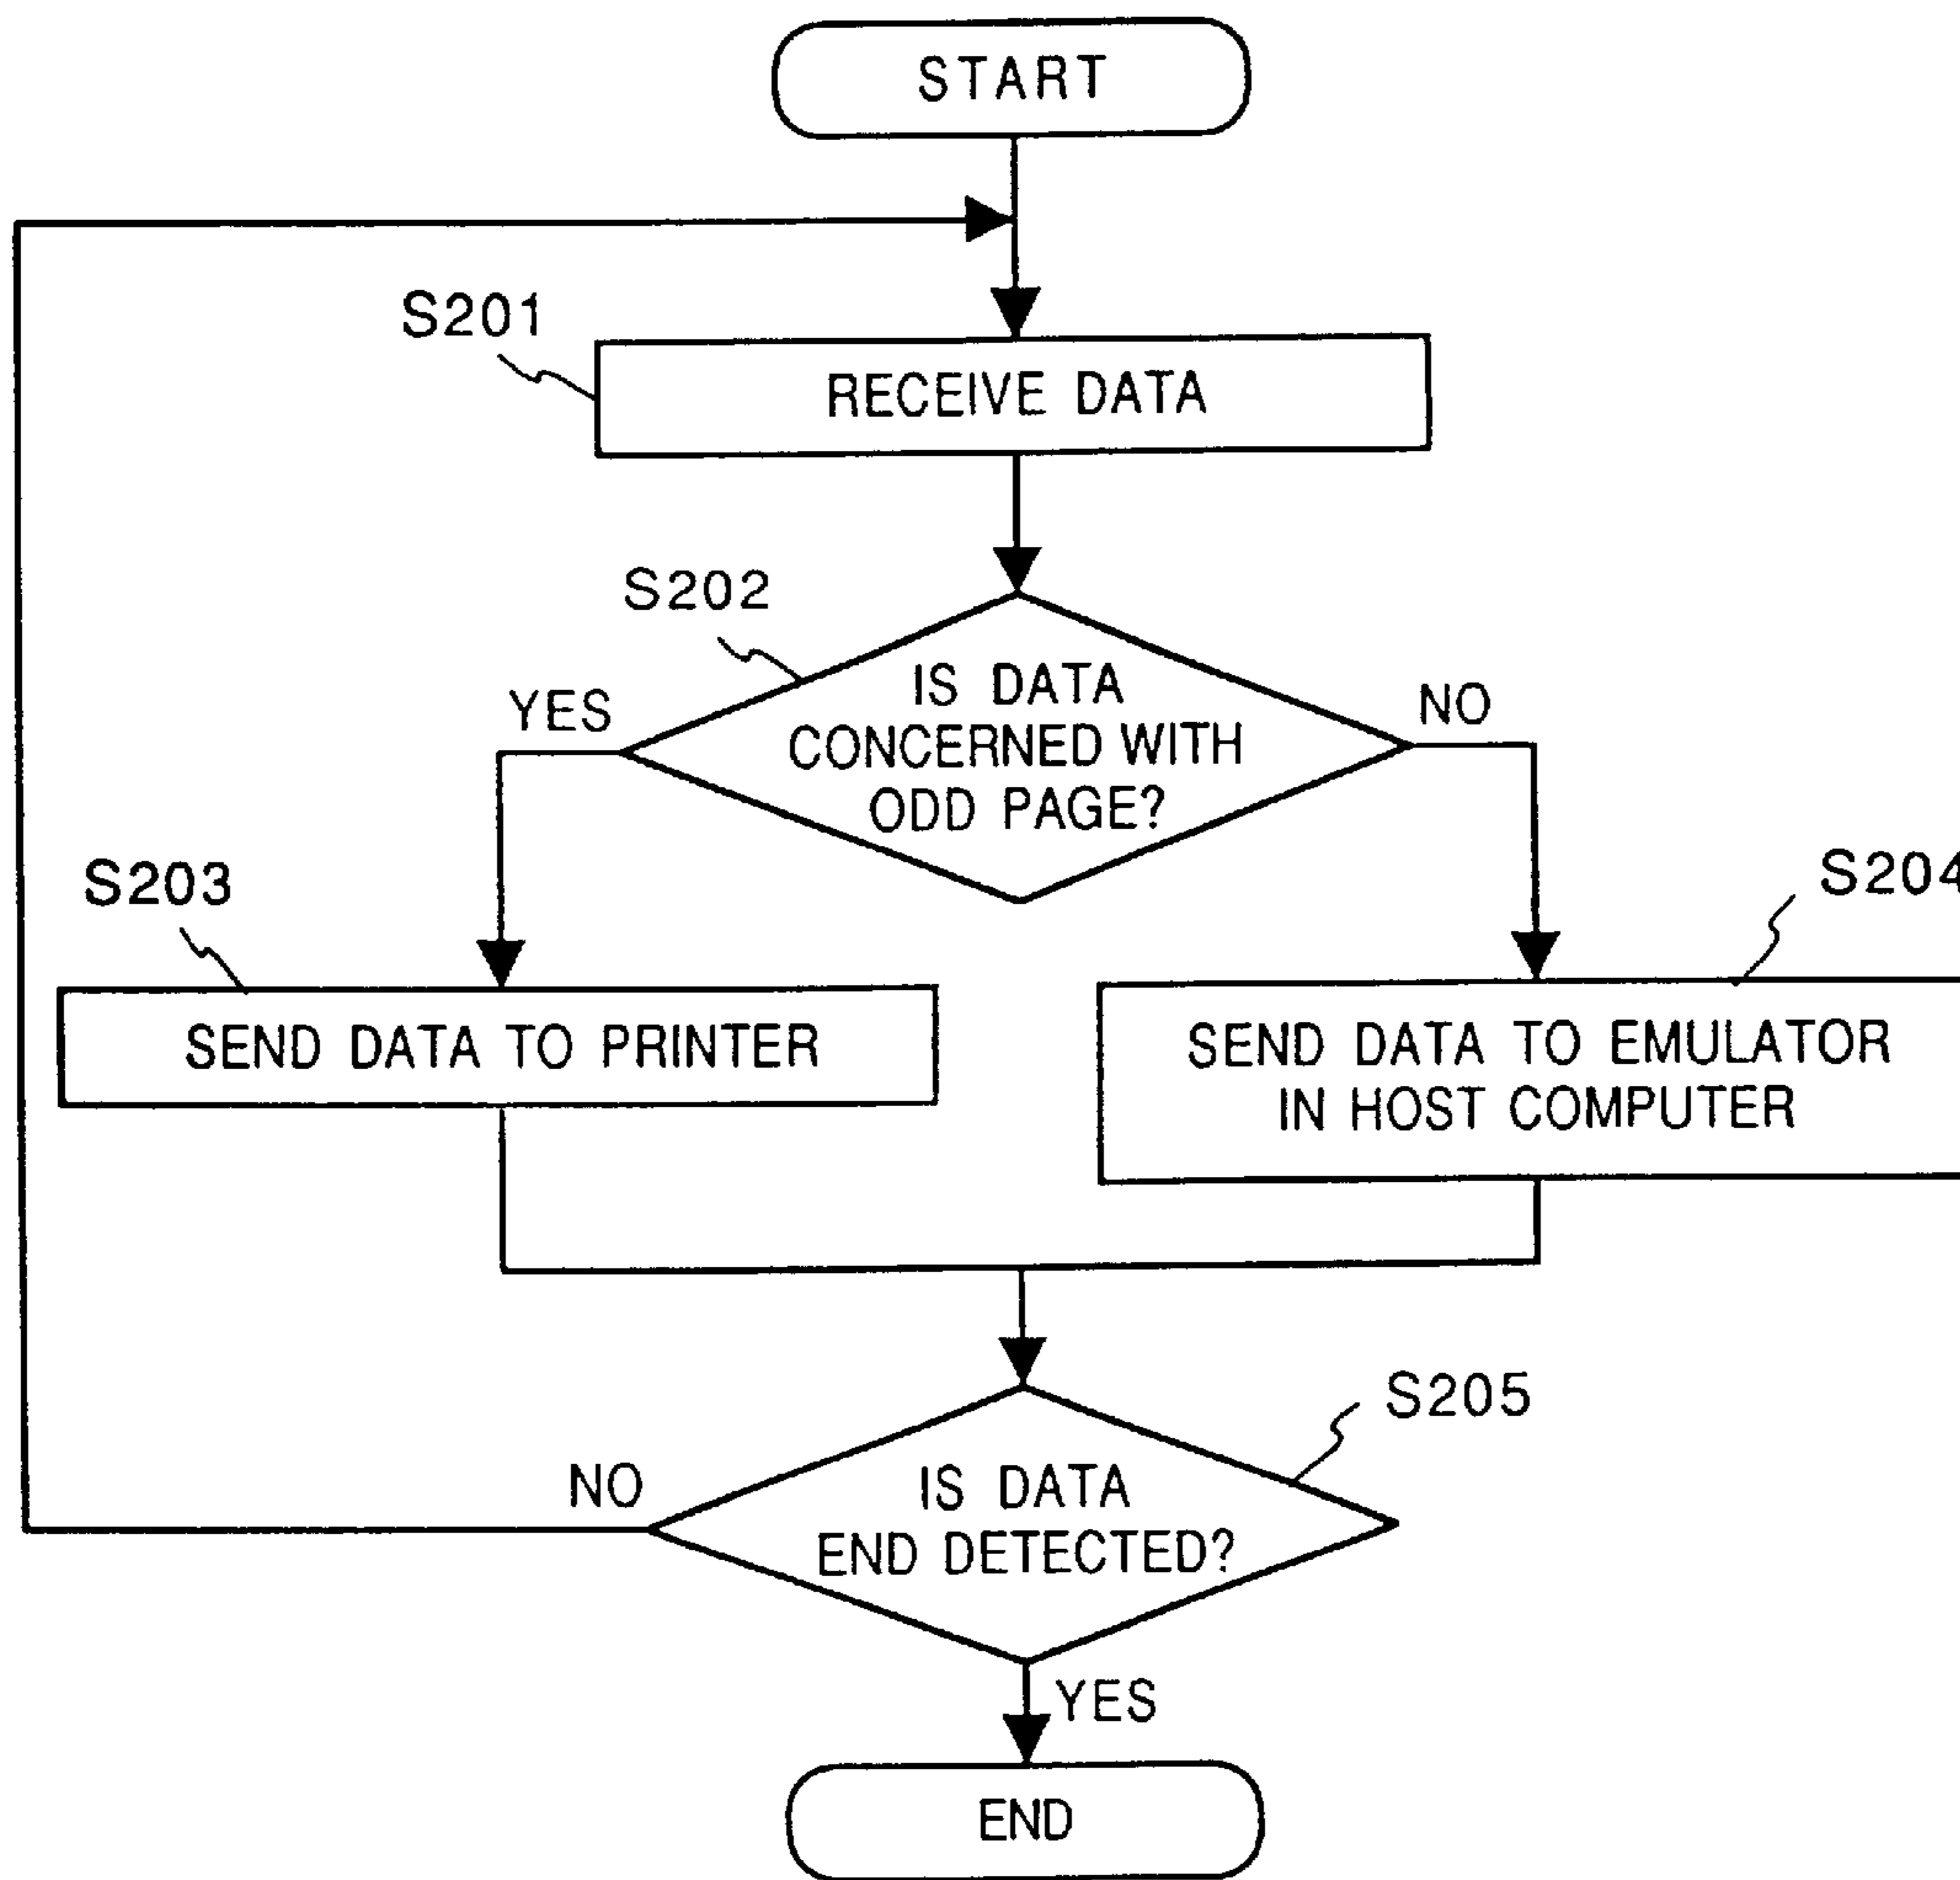 START
S201
RECEIVE DATA
S202
IS DATA
CONCERNED WITH
ODD PAGE?
YES
NO
S203
S204
SEND DATA TO PRINTER
SEND DATA TO EMULATOR
IN HOST COMPUTER
S205
IS DATA
END DETECTED?
NO
YES
END